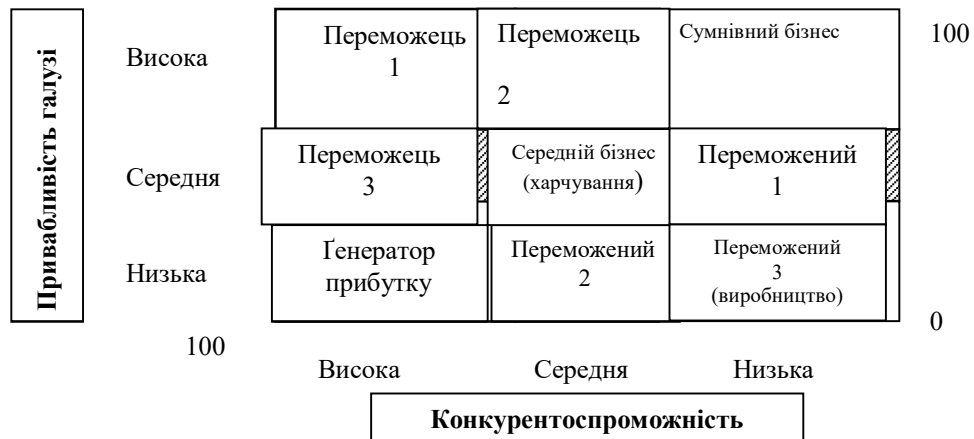 Привабливість галузі
Висока
Переможець
1
Переможець
2
Сумнівний бізнес
100
Середня
Переможець
3
Середній бізнес
(харчування)
Переможений
1
Низька
Ґенератор
прибутку
Переможений
2
Переможений
3
(виробництво)
0
100
Висока
Середня
Низька
Конкурентоспроможність